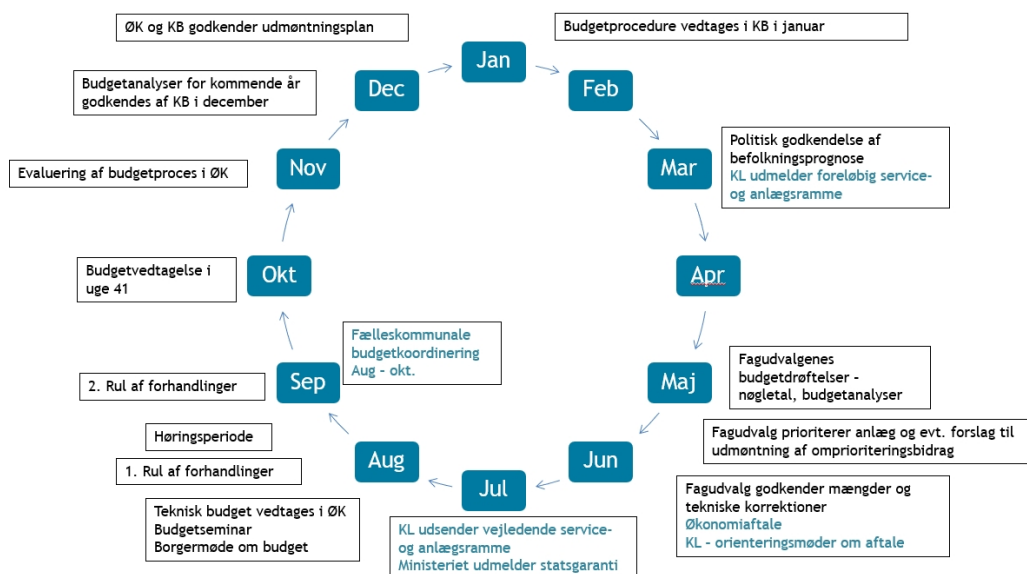 ØK og KB godkender udmøntningsplan
Budgetprocedure vedtages i KB i januar
Jan
Dec
Feb
Budgetanalyser for kommende år
godkendes af KB i december
Nov
Mar
Politisk godkendelse af
befolkningsprognose
KL udmelder foreløbig service-
og anlægsramme
Evaluering af budgetproces i ØK
Okt
Apr
Budgetvedtagelse i
uge 41
Fælleskommunale
budgetkoordinering
Aug – okt.
Sep
Maj
Fagudvalgenes
budgetdrøftelser –
nøgletal, budgetanalyser
2. Rul af forhandlinger
Høringsperiode
Fagudvalg prioriterer anlæg og evt. forslag til
udmøntning af omprioriteringsbidrag
Aug
Jun
1. Rul af forhandlinger
Jul
Fagudvalg godkender mængder og
tekniske korrektioner
Økonomiaftale
KL – orienteringsmøder om aftale
Teknisk budget vedtages i ØK
Budgetseminar
Borgermøde om budget
KL udsender vejledende service-
og anlægsramme
Ministeriet udmelder statsgaranti